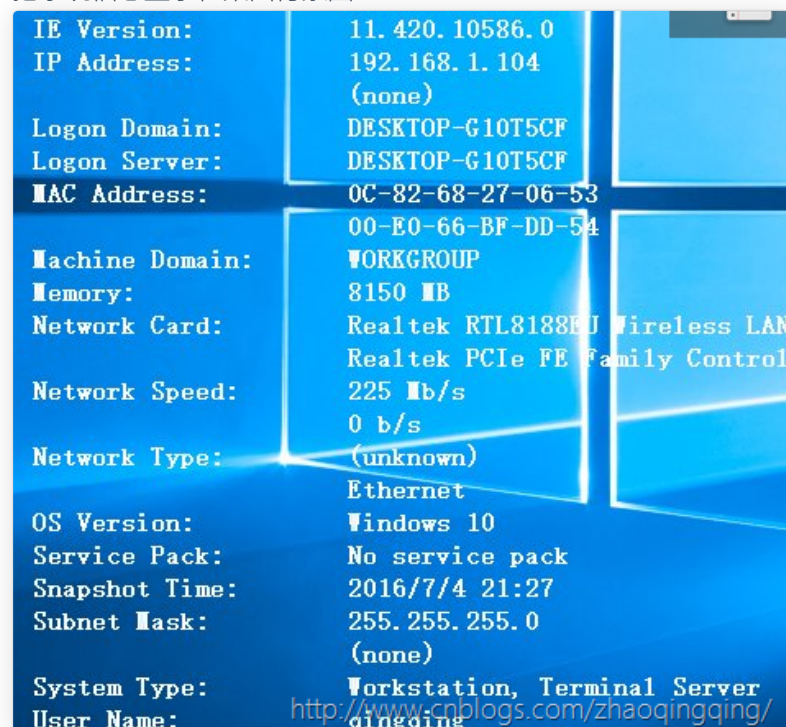 IE Version: 11.420.10586.0
IP Address: 192.168.1.104
(none)
Logon Domain: DESKTOP-G10T5CF
Logon Server: DESKTOP-G10T5CF
MAC Address: 0C-82-68-27-06-53
00-E0-66-BF-DD-54
Machine Domain: WORKGROUP
Memory: 8150 MB
Network Card: Realtek RTL8188EU Wireless LAN
Realtek PCIe FE Family Control
Network Speed: 225 Mb/s
0 b/s
Network Type: (unknown)
Ethernet
OS Version: Windows 10
Service Pack: No service pack
Snapshot Time: 2016/7/4 21:27
Subnet Mask: 255.255.255.0
(none)
System Type: Workstation, Terminal Server
User Name: qingqing
http://www.cnblogs.com/zhaoqingqing/